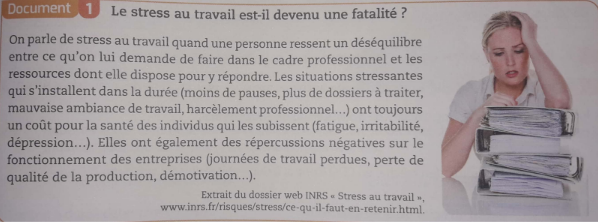 Document 1 Le stress au travail est-il devenu une fatalité ?
On parle de stress au travail quand une personne ressent un déséquilibre
entre ce qu'on lui demande de faire dans le cadre professionnel et les
ressources dont elle dispose pour y répondre. Les situations stressantes
qui s'installent dans la durée (moins de pauses, plus de dossiers à traiter,
mauvaise ambiance de travail, harcèlement professionnel...) ont toujours
un coût pour la santé des individus qui les subissent (fatigue, irritabilité,
dépression...). Elles ont également des répercussions négatives sur le
fonctionnement des entreprises (journées de travail perdues, perte de
qualité de la production, démotivation...).
Extrait du dossier web INRS « Stress au travail »,
www.inrs.fr/risques/stress/ce-qu-il-faut-en-retenir.html.